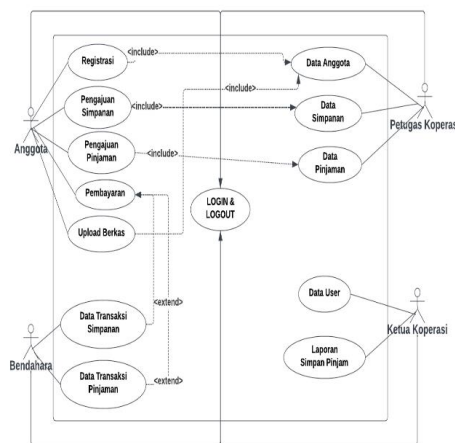 Registrasi
<include>
Data Anggota
<include>
Pengajuan
Simpanan
<include>
Data
Simpanan
Anggota
Petugas Koperasi
Pengajuan
Pinjaman
<include>
Data
Pinjaman
Pembayaran
LOGIN &
LOGOUT
Upload Berkas
<extend>
Data User
Data Transaksi
Simpanan
Ketua Koperasi
Laporan
Simpan Pinjam
Bendahara
Data Transaksi
Pinjaman
<extend>